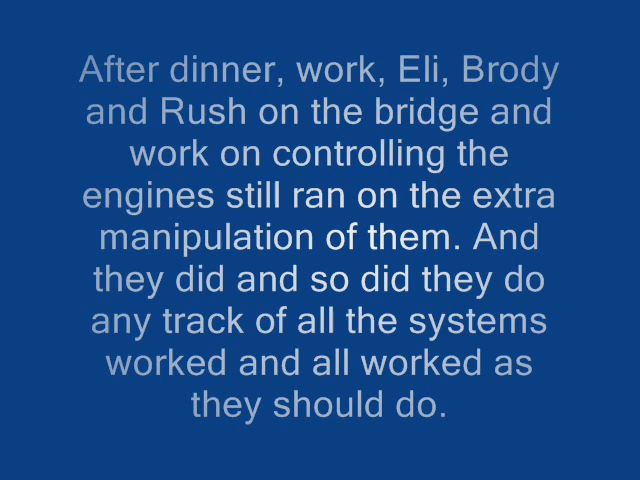 After dinner, work, Eli, Brody
and Rush on the bridge and
work on controlling the
engines still ran on the extra
manipulation of them. And
they did and so did they do
any track of all the systems
worked and all worked as
they should do.